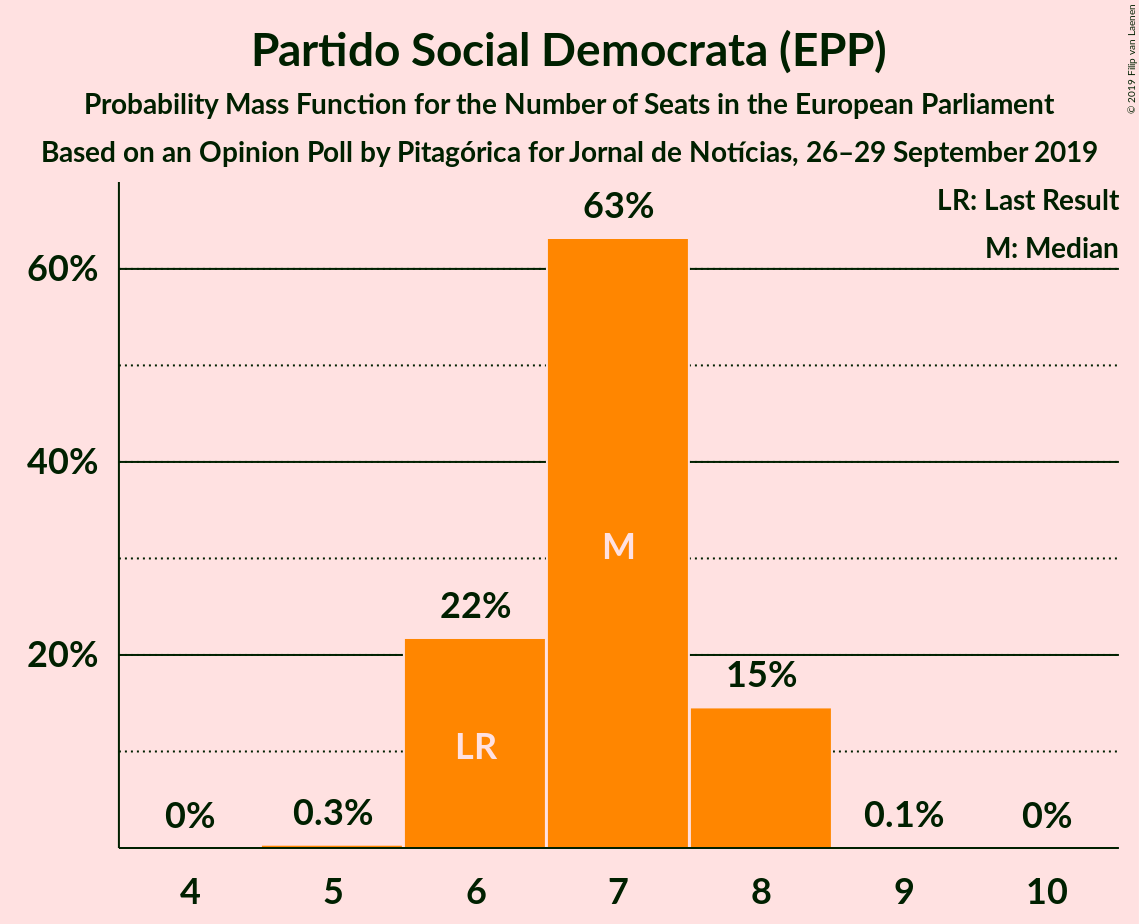 Partido Social Democrata (EPP)
Probability Mass Function for the Number of Seats in the European Parliament
Based on an Opinion Poll by Pitagórica for Jornal de Notícias, 26–29 September 2019
© 2019 Filip van Laenen
LR: Last Result
M: Median
63%
60%
40%
M
22%
20%
15%
LR
0%
0.3%
0.1%
0%
4 5 6 7 8 9 10